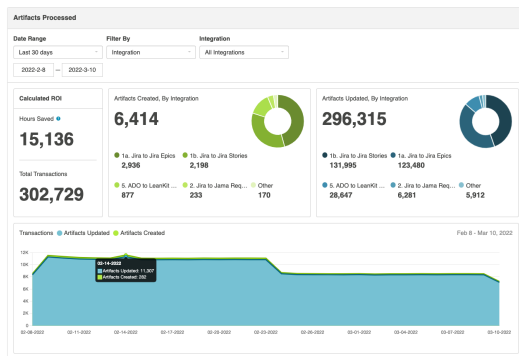 Artifacts Processed
Date Range
Filter By
Integration
Last 30 days
Integration
All Integrations
2022-2-8 — 2022-3-10
Calculated ROI
Hours Saved
15,136
Total Transactions
302,729
Artifacts Created, By Integration
6,414
1a. Jira to Jira Epics
2,936
1b. Jira to Jira Stories
2,198
5. ADO to LeanKit ...
877
2. Jira to Jama Req...
233
Other
170
Artifacts Updated, By Integration
296,315
1b. Jira to Jira Stories
131,995
1a. Jira to Jira Epics
123,480
5. ADO to LeanKit ...
28,647
2. Jira to Jama Req...
6,281
Other
5,912
Transactions Artifacts Updated Artifacts Created
Feb 8 - Mar 10, 2022
12K
10K
8K
6K
4K
2K
0
02-14-2022
Artifacts Updated: 11,307
Artifacts Created: 282
02-08-2022 02-11-2022 02-14-2022 02-17-2022 02-20-2022 02-23-2022 02-26-2022 03-01-2022 03-04-2022 03-07-2022 03-10-2022